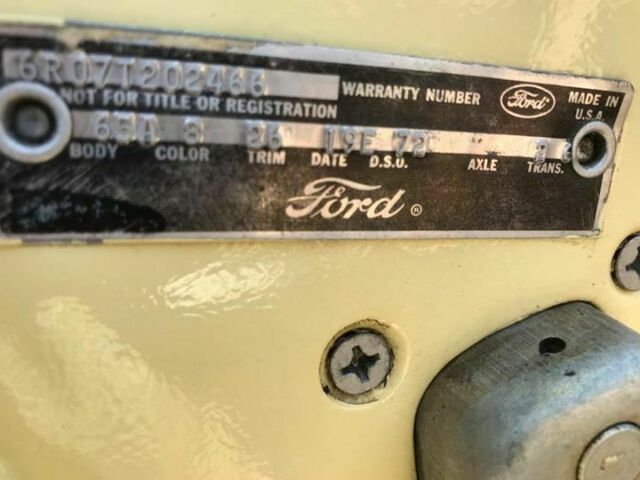 6R07T202466 WARRANTY NUMBER Ford MADE IN U.S.A.
NOT FOR TITLE OR REGISTRATION
65A 8 26 19E 72
BODY COLOR TRIM DATE D.S.O. AXLE TRANS.
Ford ®